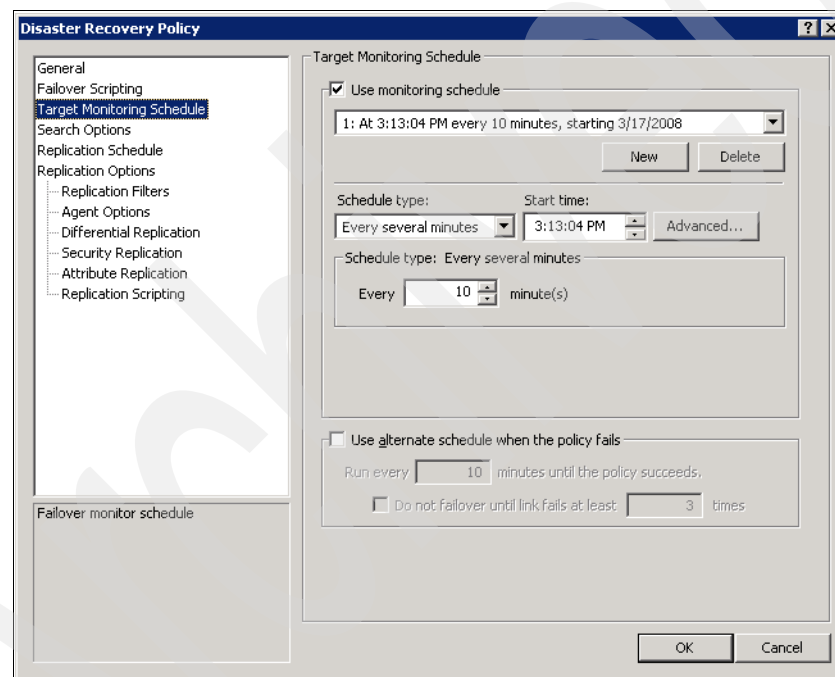 Disaster Recovery Policy
General
Failover Scripting
Target Monitoring Schedule
Search Options
Replication Schedule
Replication Options
Replication Filters
Agent Options
Differential Replication
Security Replication
Attribute Replication
Replication Scripting
Failover monitor schedule
Target Monitoring Schedule
Use monitoring schedule
1: At 3:13:04 PM every 10 minutes, starting 3/17/2008
New Delete
Schedule type: Start time:
Every several minutes 3:13:04 PM Advanced...
Schedule type: Every several minutes
Every 10 minute(s)
Use alternate schedule when the policy fails
Run every 10 minutes until the policy succeeds.
Do not failover until link fails at least 3 times
OK Cancel